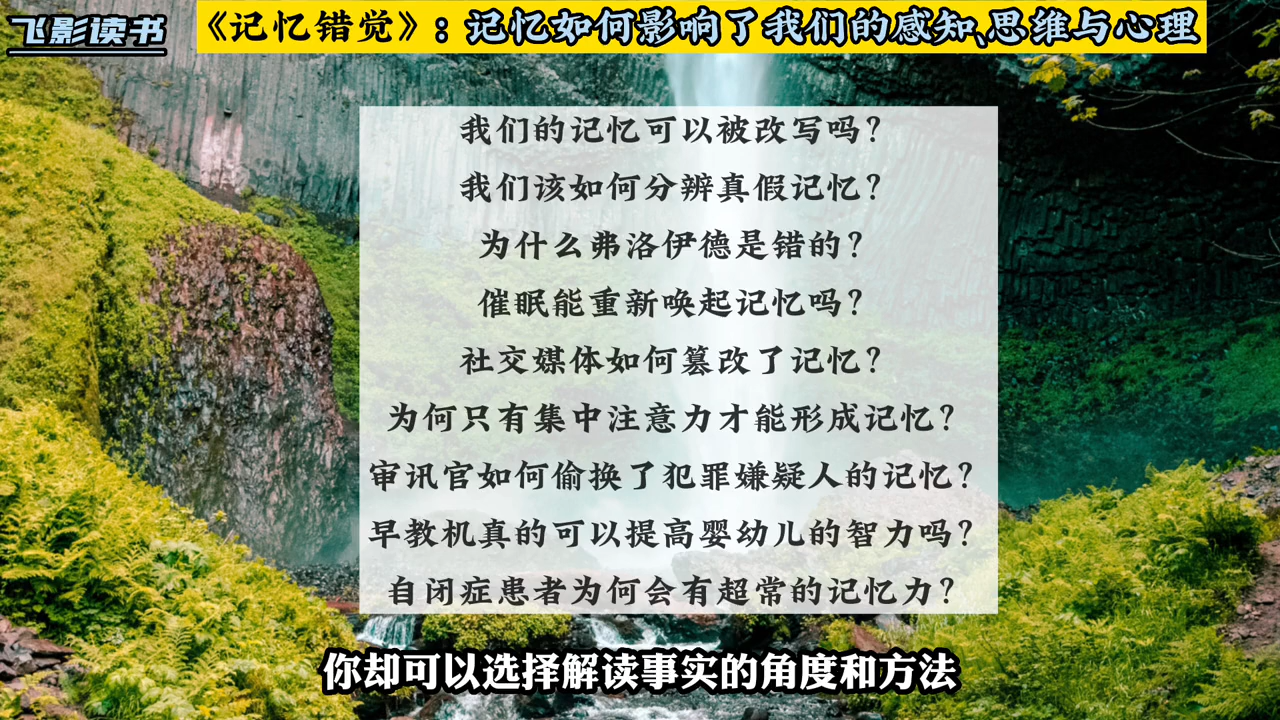 飞影读书
《记忆错觉》：记忆如何影响了我们的感知、思维与心理
我们的记忆可以被改写吗？
我们该如何分辨真假记忆？
为什么弗洛伊德是错的？
催眠能重新唤起记忆吗？
社交媒体如何篡改了记忆？
为何只有集中注意力才能形成记忆？
审讯官如何偷换了犯罪嫌疑人的记忆？
早教机真的可以提高婴幼儿的智力吗？
自闭症患者为何会有超常的记忆力？
你却可以选择解读事实的角度和方法